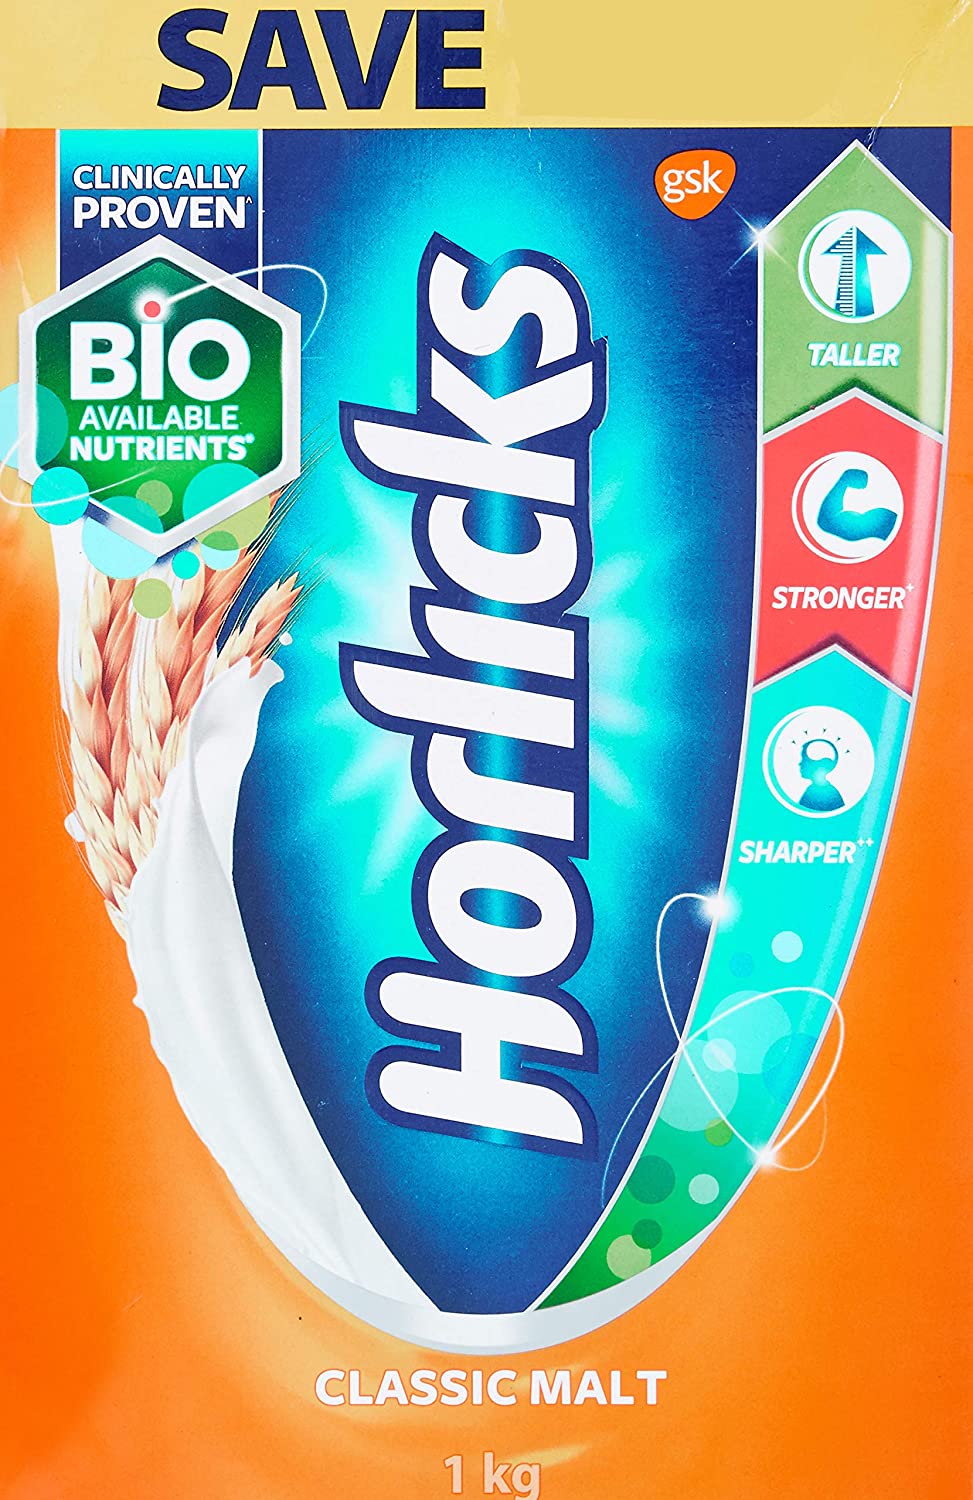 SAVE
CLINICALLY
PROVEN^
BiO
AVAILABLE
NUTRIENTS*
gsk
TALLER
STRONGER+
SHARPER++
Horlicks
CLASSIC MALT
1 kg